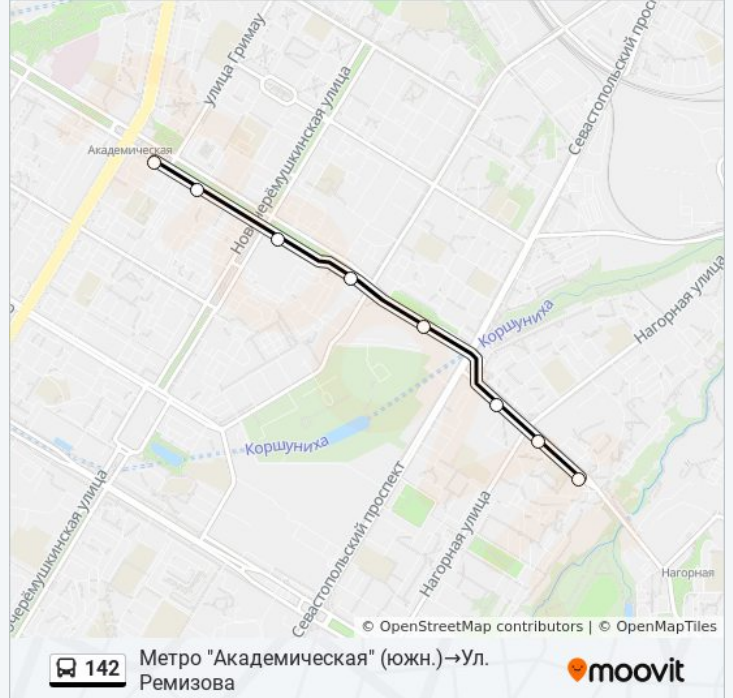 улица Гримау
Севастопольский просп
Академическая
Новочерёмушкинская улица
Коршуниха
Нагорная улица
Коршуниха
Севастопольский проспект
Нагорная улица
очерёмушкинская улица
Нагорная
© OpenStreetMap contributors | © OpenMapTiles
142
Метро "Академическая" (южн.)→Ул.
Ремизова
moovit